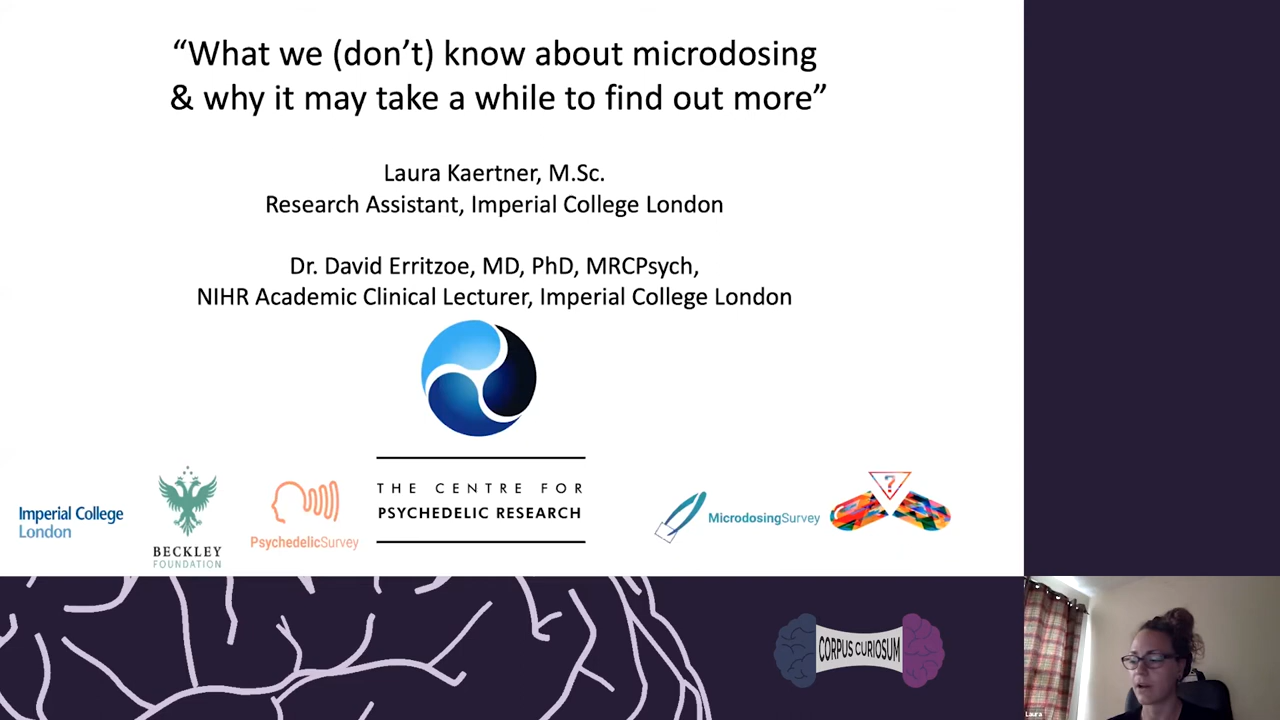 “What we (don’t) know about microdosing
& why it may take a while to find out more”
Laura Kaertner, M.Sc.
Research Assistant, Imperial College London
Dr. David Erritzoe, MD, PhD, MRCPsych,
NIHR Academic Clinical Lecturer, Imperial College London
Imperial College
London
BECKLEY
FOUNDATION
PsychedelicSurvey
THE CENTRE FOR
PSYCHEDELIC RESEARCH
MicrodosingSurvey
?
CORPUS CURIOSUM
Laura